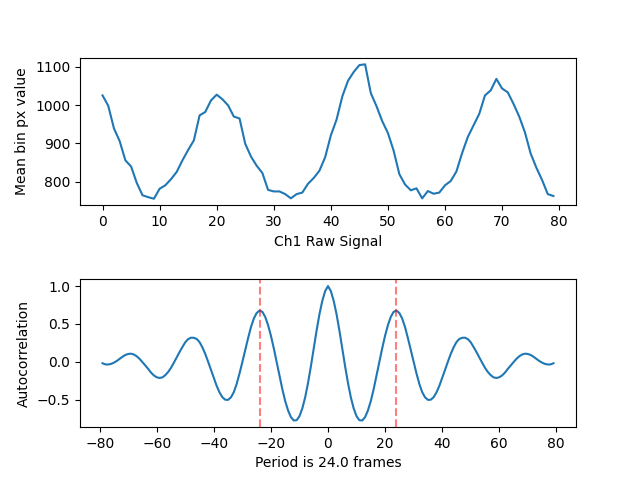 1100
1000
900
800
Mean bin px value
0 10 20 30 40 50 60 70 80
Ch1 Raw Signal
1.0
0.5
0.0
−0.5
Autocorrelation
−80 −60 −40 −20 0 20 40 60 80
Period is 24.0 frames